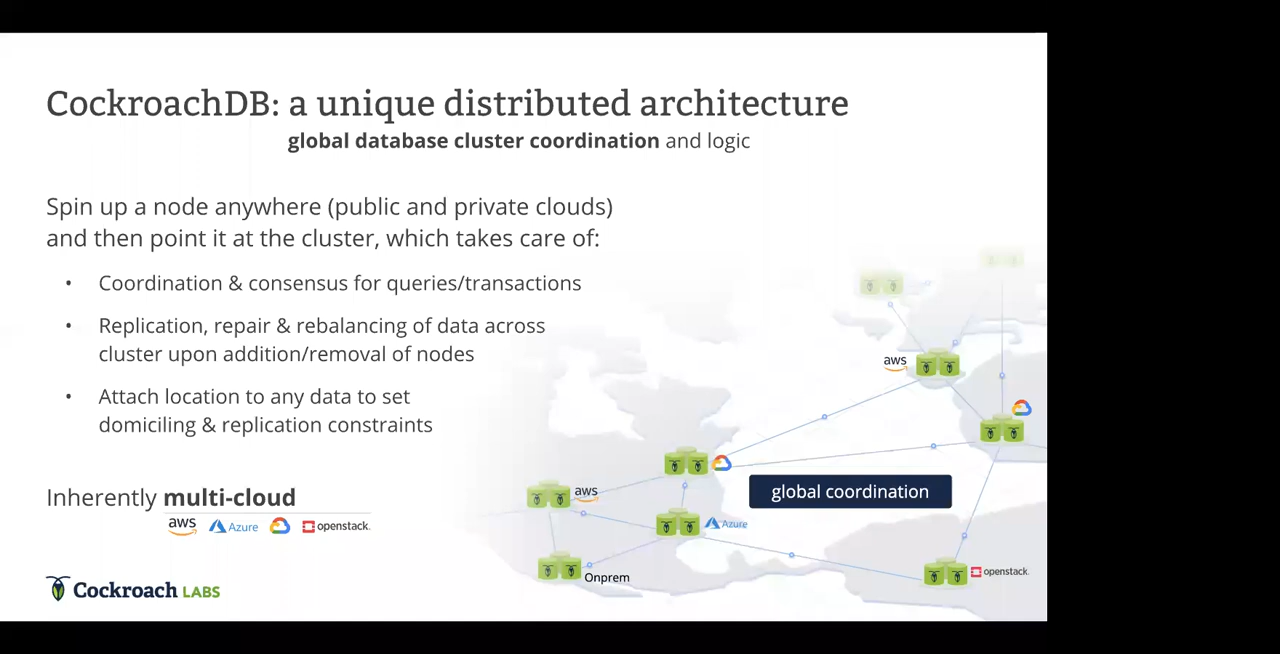 CockroachDB: a unique distributed architecture
global database cluster coordination and logic
Spin up a node anywhere (public and private clouds)
and then point it at the cluster, which takes care of:
• Coordination & consensus for queries/transactions
• Replication, repair & rebalancing of data across
cluster upon addition/removal of nodes
• Attach location to any data to set
domiciling & replication constraints
Inherently multi-cloud
aws Azure openstack.
Cockroach LABS
aws
global coordination
aws
Azure
Onprem
openstack.